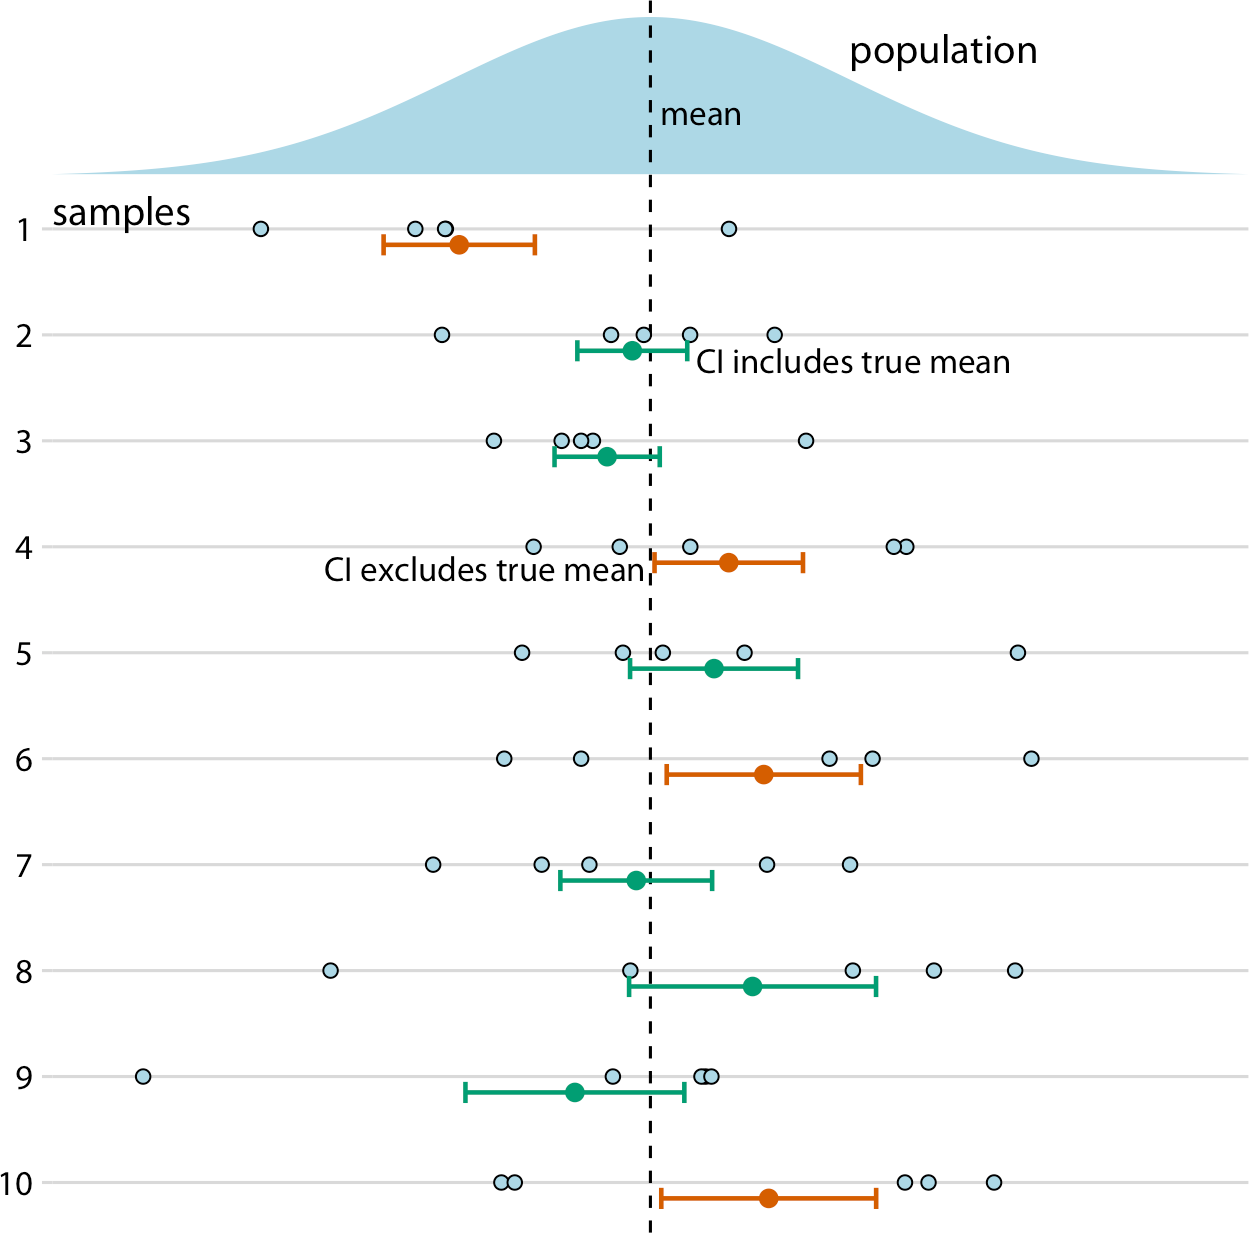 population
mean
samples
1
2
CI includes true mean
3
4
CI excludes true mean
5
6
7
8
9
10